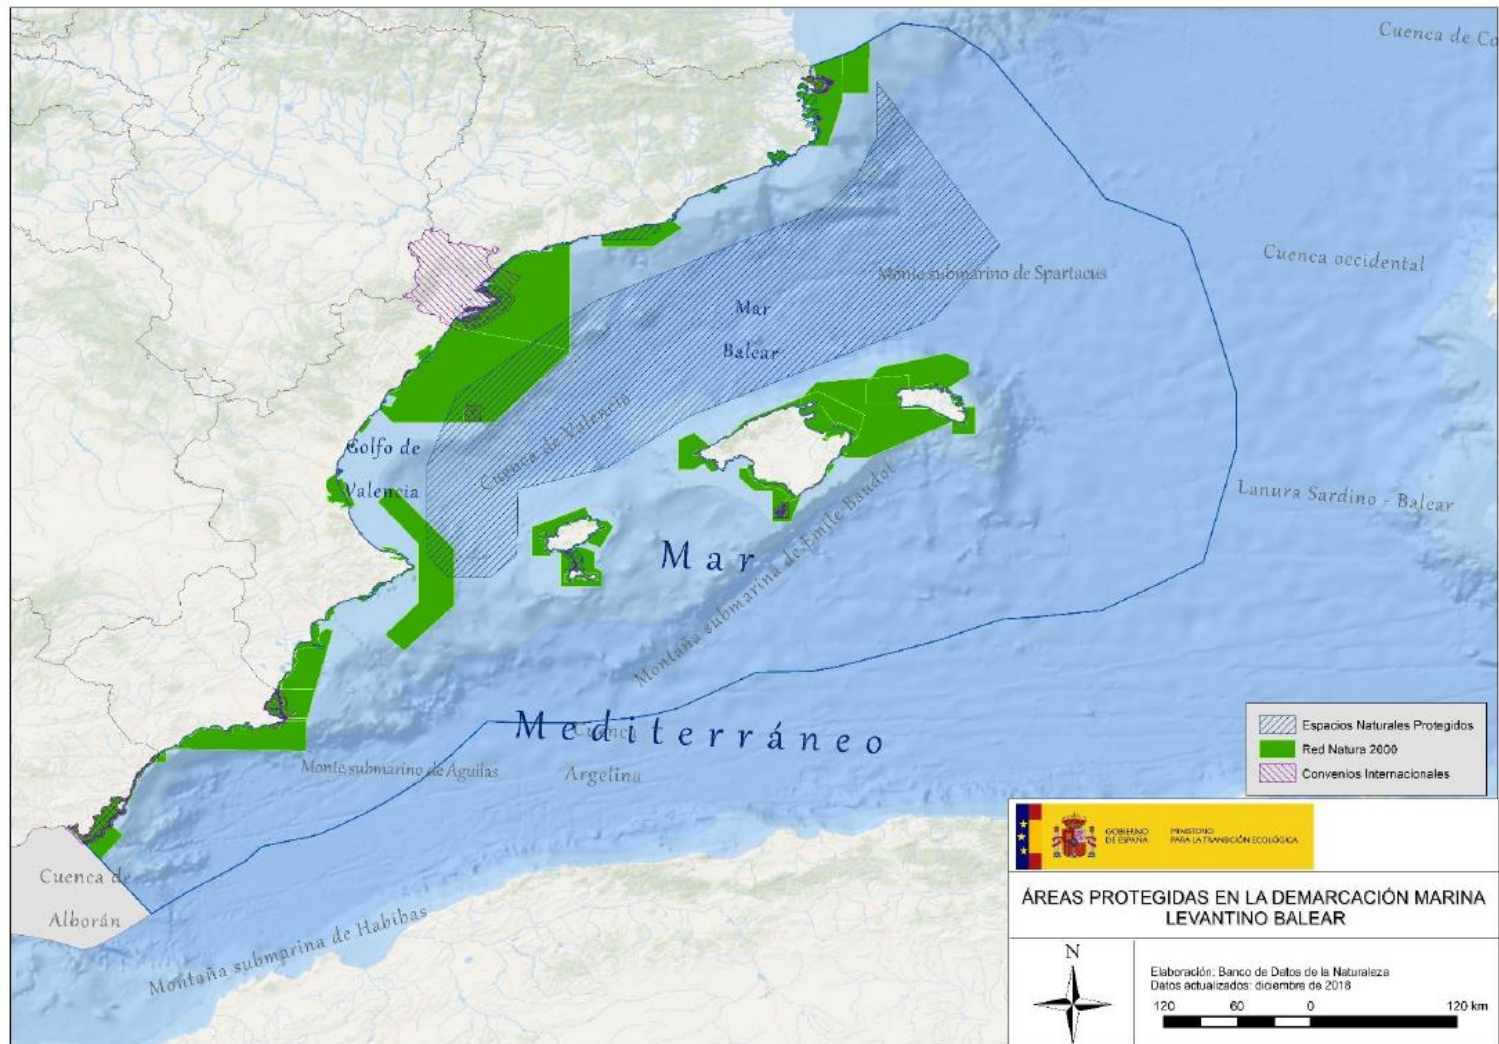 Cuenca de Co
Cuenca occidental
Monte submarino de Spartacus
Mar
Balear
Cuenca de Valencia
Golfo de
Valencia
Lanura Sardino - Balear
Montaña submarina de Emile Baudot
Mar
Mediterráneo
Cuenca
Argelina
Monte submarino de Aguilas
Cuenca de
Alborán
Montaña submarina de Habibas
Espacios Naturales Protegidos
Red Natura 2000
Convenios Internacionales
GOBIERNO
DE ESPAÑA
MINISTERIO
PARA LA TRANSICIÓN ECOLÓGICA
ÁREAS PROTEGIDAS EN LA DEMARCACIÓN MARINA
LEVANTINO BALEAR
N
Elaboración: Banco de Datos de la Naturaleza
Datos actualizados: diciembre de 2018
120 60 0 120 km